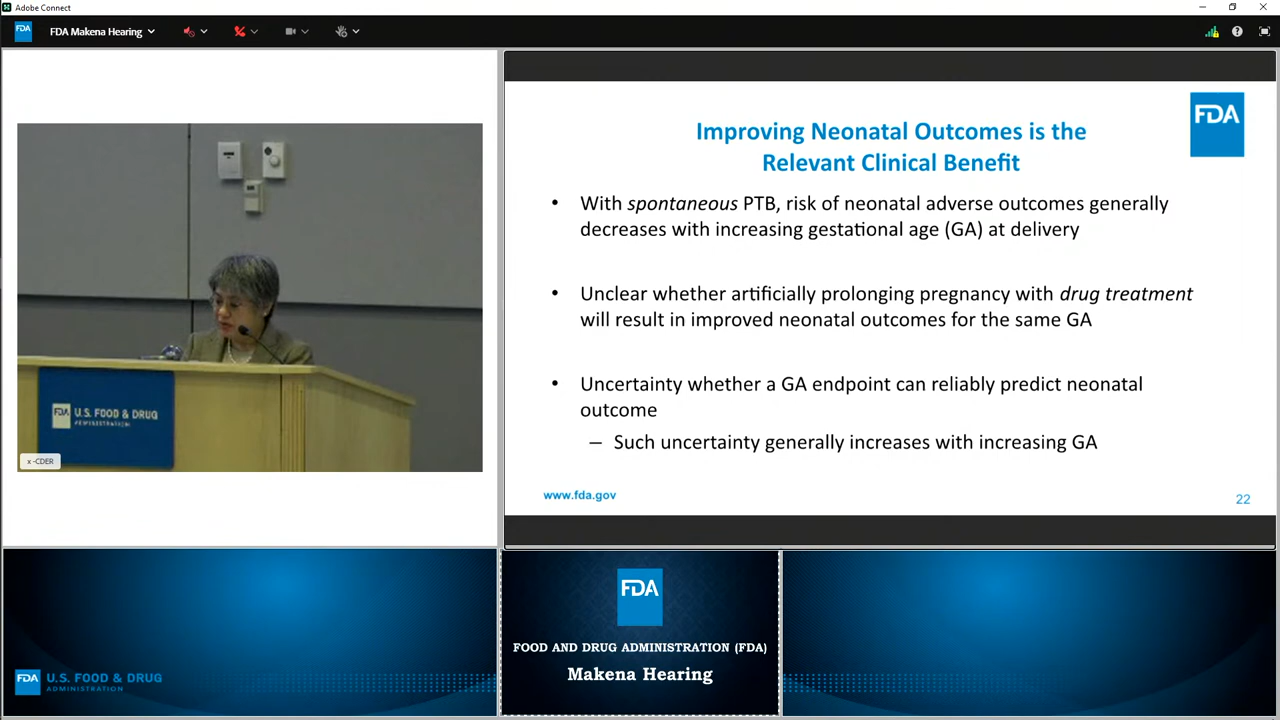 Adobe Connect
FDA
FDA Makena Hearing
FDA
Improving Neonatal Outcomes is the
Relevant Clinical Benefit
• With spontaneous PTB, risk of neonatal adverse outcomes generally
decreases with increasing gestational age (GA) at delivery
• Unclear whether artificially prolonging pregnancy with drug treatment
will result in improved neonatal outcomes for the same GA
• Uncertainty whether a GA endpoint can reliably predict neonatal
outcome
– Such uncertainty generally increases with increasing GA
www.fda.gov
22
FDA
U.S. FOOD & DRUG
ADMINISTRATION
x -CDER
FDA
FOOD AND DRUG ADMINISTRATION (FDA)
Makena Hearing
FDA
U.S. FOOD & DRUG
ADMINISTRATION